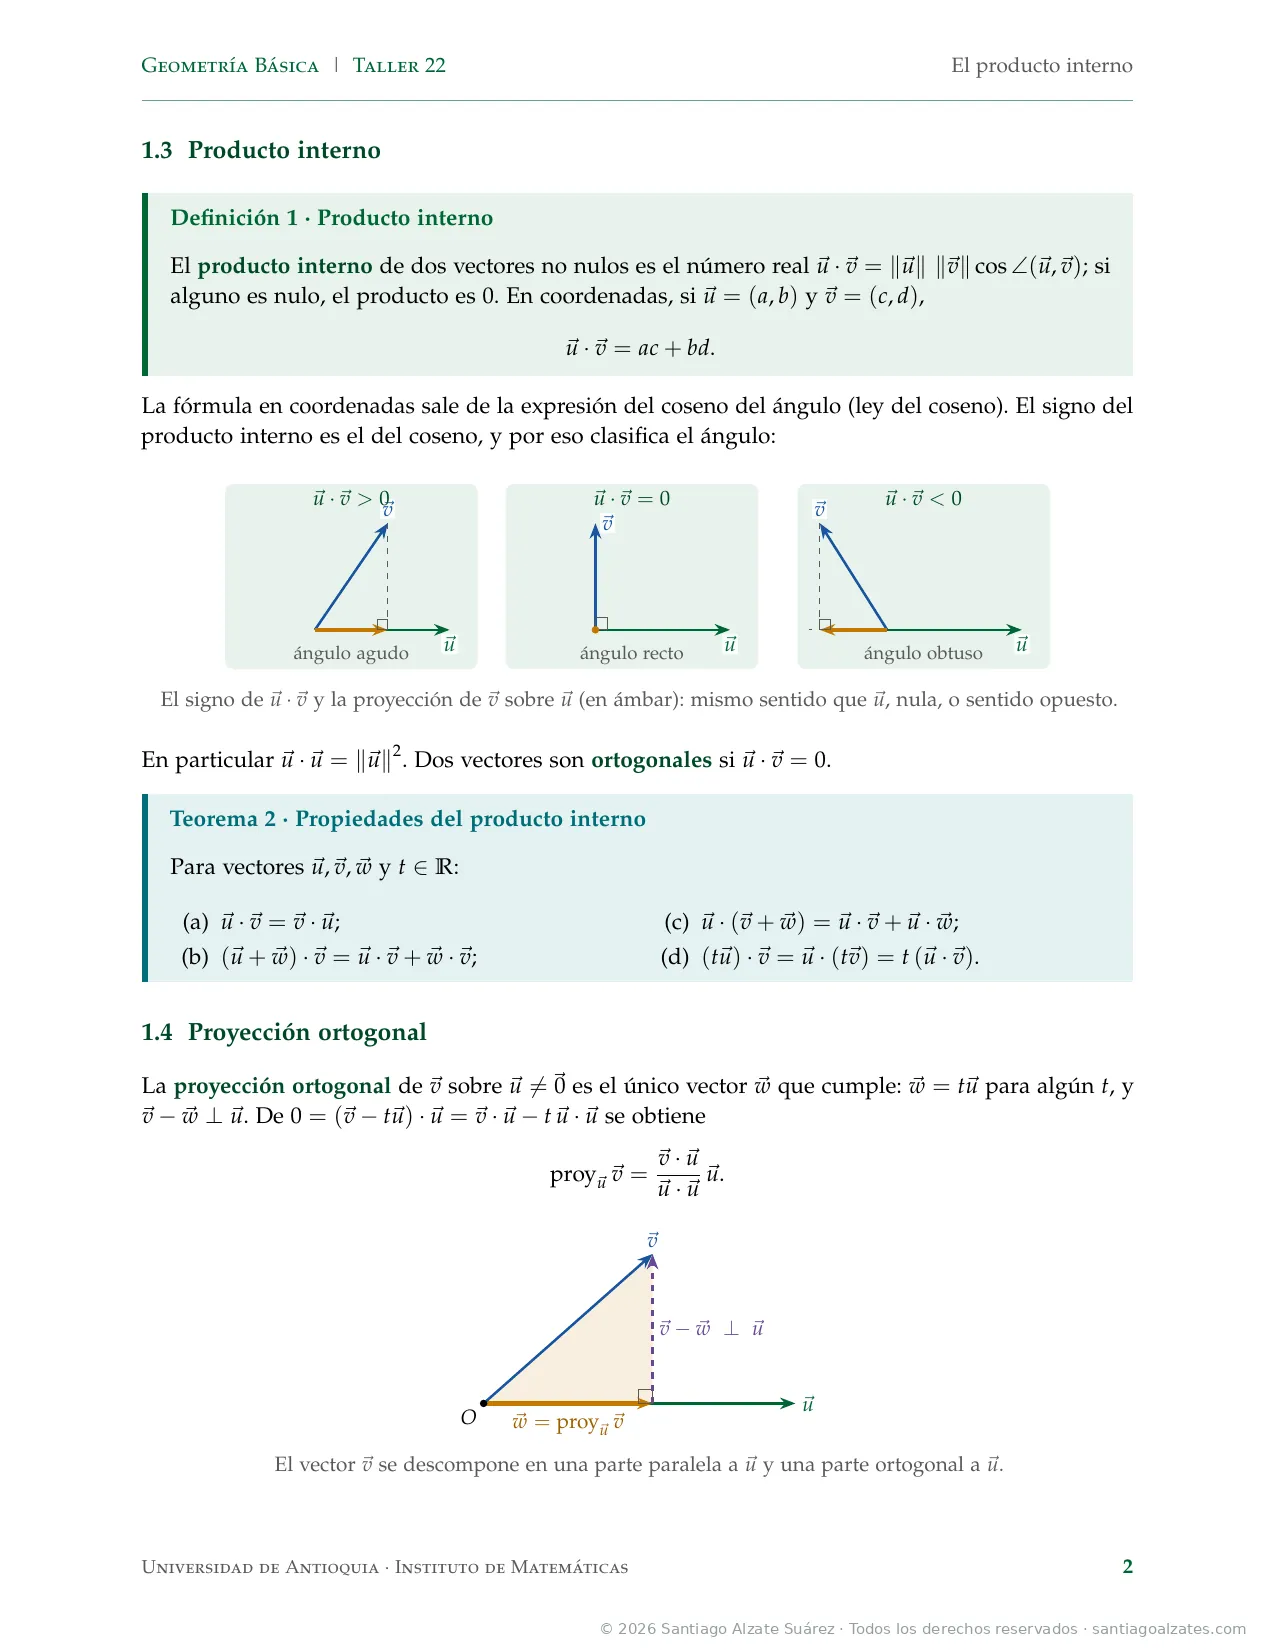 Geometría Básica | Taller 22
El producto interno
1.3 Producto interno
Definición 1 · Producto interno
El producto interno de dos vectores no nulos es el número real u⃗ · v⃗ = ‖u⃗‖ ‖v⃗‖ cos ∠(u⃗, v⃗); si
alguno es nulo, el producto es 0. En coordenadas, si u⃗ = (a, b) y v⃗ = (c, d),
u⃗ · v⃗ = ac + bd.
La fórmula en coordenadas sale de la expresión del coseno del ángulo (ley del coseno). El signo del
producto interno es el del coseno, y por eso clasifica el ángulo:
u⃗ · v⃗ > 0
v⃗
u⃗
ángulo agudo
u⃗ · v⃗ = 0
v⃗
u⃗
ángulo recto
u⃗ · v⃗ < 0
v⃗
u⃗
ángulo obtuso
El signo de u⃗ · v⃗ y la proyección de v⃗ sobre u⃗ (en ámbar): mismo sentido que u⃗, nula, o sentido opuesto.
En particular u⃗ · u⃗ = ‖u⃗‖². Dos vectores son ortogonales si u⃗ · v⃗ = 0.
Teorema 2 · Propiedades del producto interno
Para vectores u⃗, v⃗, w⃗ y t ∈ ℝ:
(a) u⃗ · v⃗ = v⃗ · u⃗;
(b) (u⃗ + w⃗) · v⃗ = u⃗ · v⃗ + w⃗ · v⃗;
(c) u⃗ · (v⃗ + w⃗) = u⃗ · v⃗ + u⃗ · w⃗;
(d) (tu⃗) · v⃗ = u⃗ · (tv⃗) = t (u⃗ · v⃗).
1.4 Proyección ortogonal
La proyección ortogonal de v⃗ sobre u⃗ ≠ 0⃗ es el único vector w⃗ que cumple: w⃗ = tu⃗ para algún t, y
v⃗ − w⃗ ⊥ u⃗. De 0 = (v⃗ − tu⃗) · u⃗ = v⃗ · u⃗ − t u⃗ · u⃗ se obtiene
proy_u⃗ v⃗ = (v⃗ · u⃗)/(u⃗ · u⃗) u⃗.
v⃗
v⃗ − w⃗ ⊥ u⃗
u⃗
O
w⃗ = proy_u⃗ v⃗
El vector v⃗ se descompone en una parte paralela a u⃗ y una parte ortogonal a u⃗.
Universidad de Antioquia · Instituto de Matemáticas
2
© 2026 Santiago Alzate Suárez · Todos los derechos reservados · santiagoalzates.com